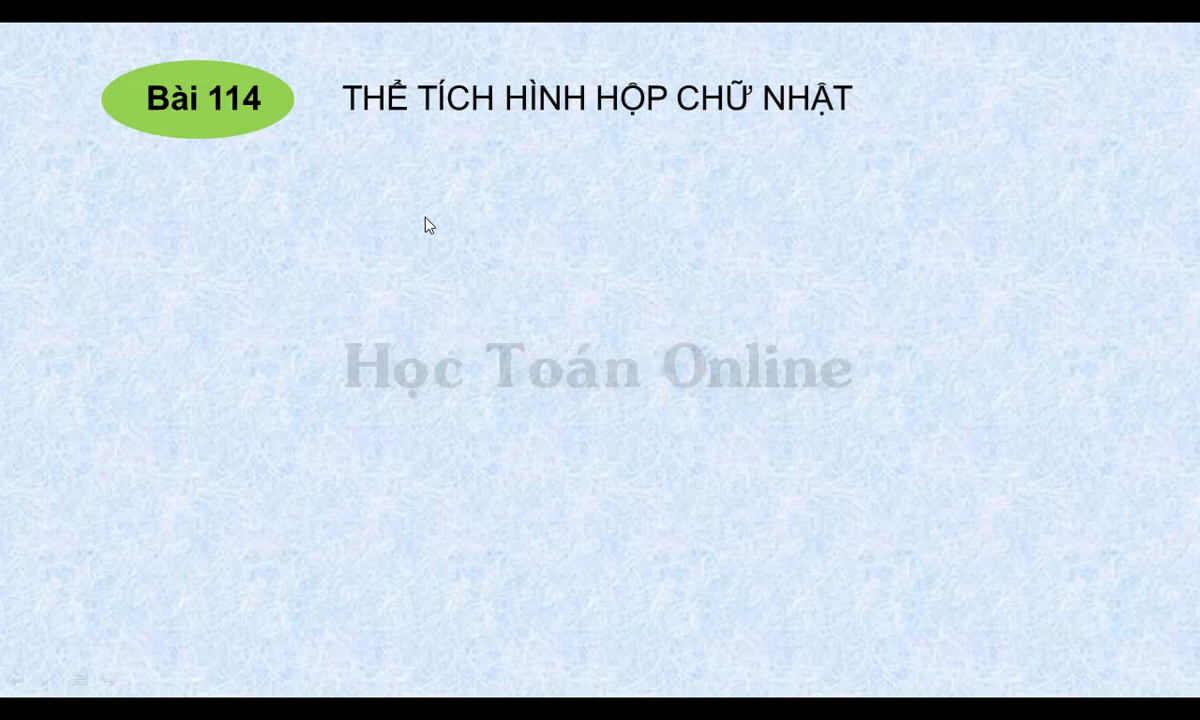 Bài 114
THỂ TÍCH HÌNH HỘP CHỮ NHẬT
Học Toán Online